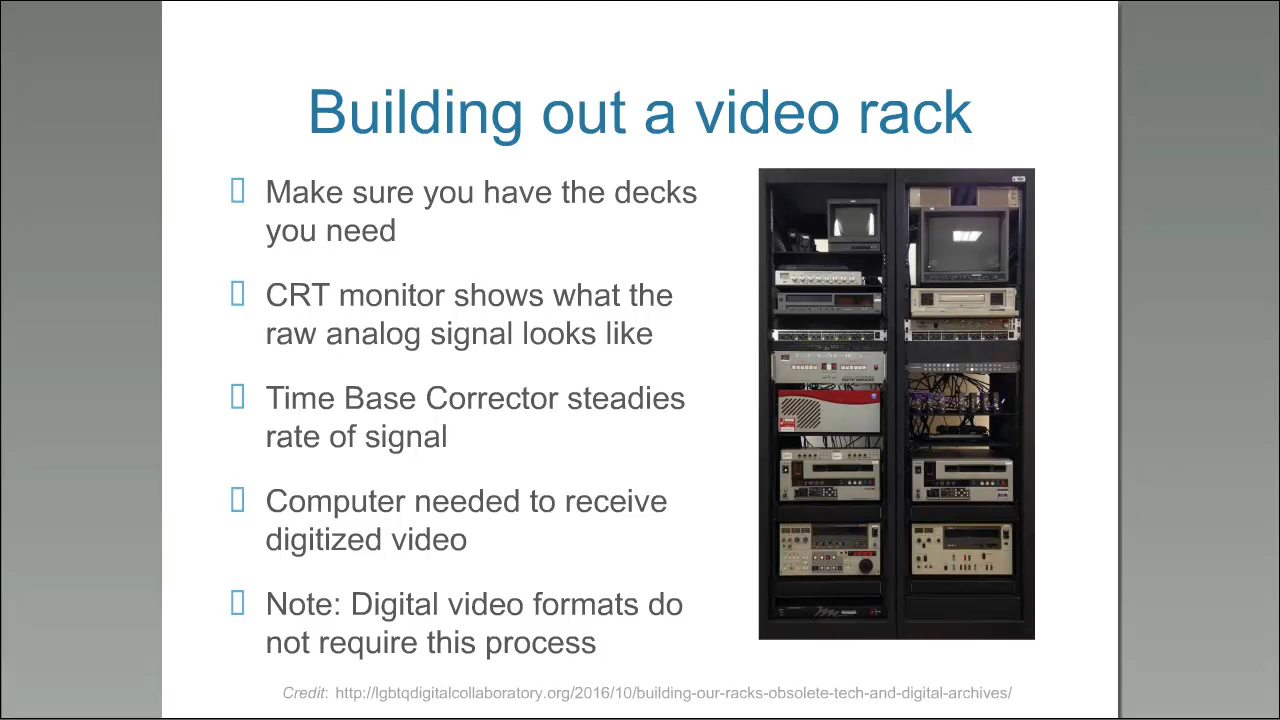 Building out a video rack
Make sure you have the decks
you need
CRT monitor shows what the
raw analog signal looks like
Time Base Corrector steadies
rate of signal
Computer needed to receive
digitized video
Note: Digital video formats do
not require this process
Credit: http://lgbtqdigitalcollaboratory.org/2016/10/building-our-racks-obsolete-tech-and-digital-archives/